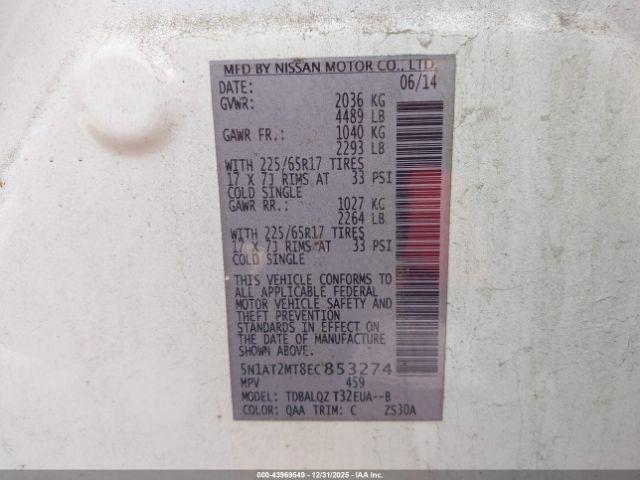 MFD BY NISSAN MOTOR CO., LTD.
DATE: 06/14
GVWR: 2036 KG
4489 LB
GAWR FR.: 1040 KG
2293 LB
WITH 225/65R17 TIRES
17 X 7J RIMS AT 33 PSI
COLD SINGLE
GAWR RR.: 1027 KG
2264 LB
WITH 225/65R17 TIRES
17 X 7J RIMS AT 33 PSI
COLD SINGLE
THIS VEHICLE CONFORMS TO
ALL APPLICABLE FEDERAL
MOTOR VEHICLE SAFETY AND
THEFT PREVENTION
STANDARDS IN EFFECT ON
THE DATE OF MANUFACTURE
SHOWN ABOVE.
5N1AT2MT8EC853274
MPV 459
MODEL: TDBALQZ T32EUA--B
COLOR: QAA TRIM: C ZS30A
000-43969549 - 12/31/2025 - IAA Inc.